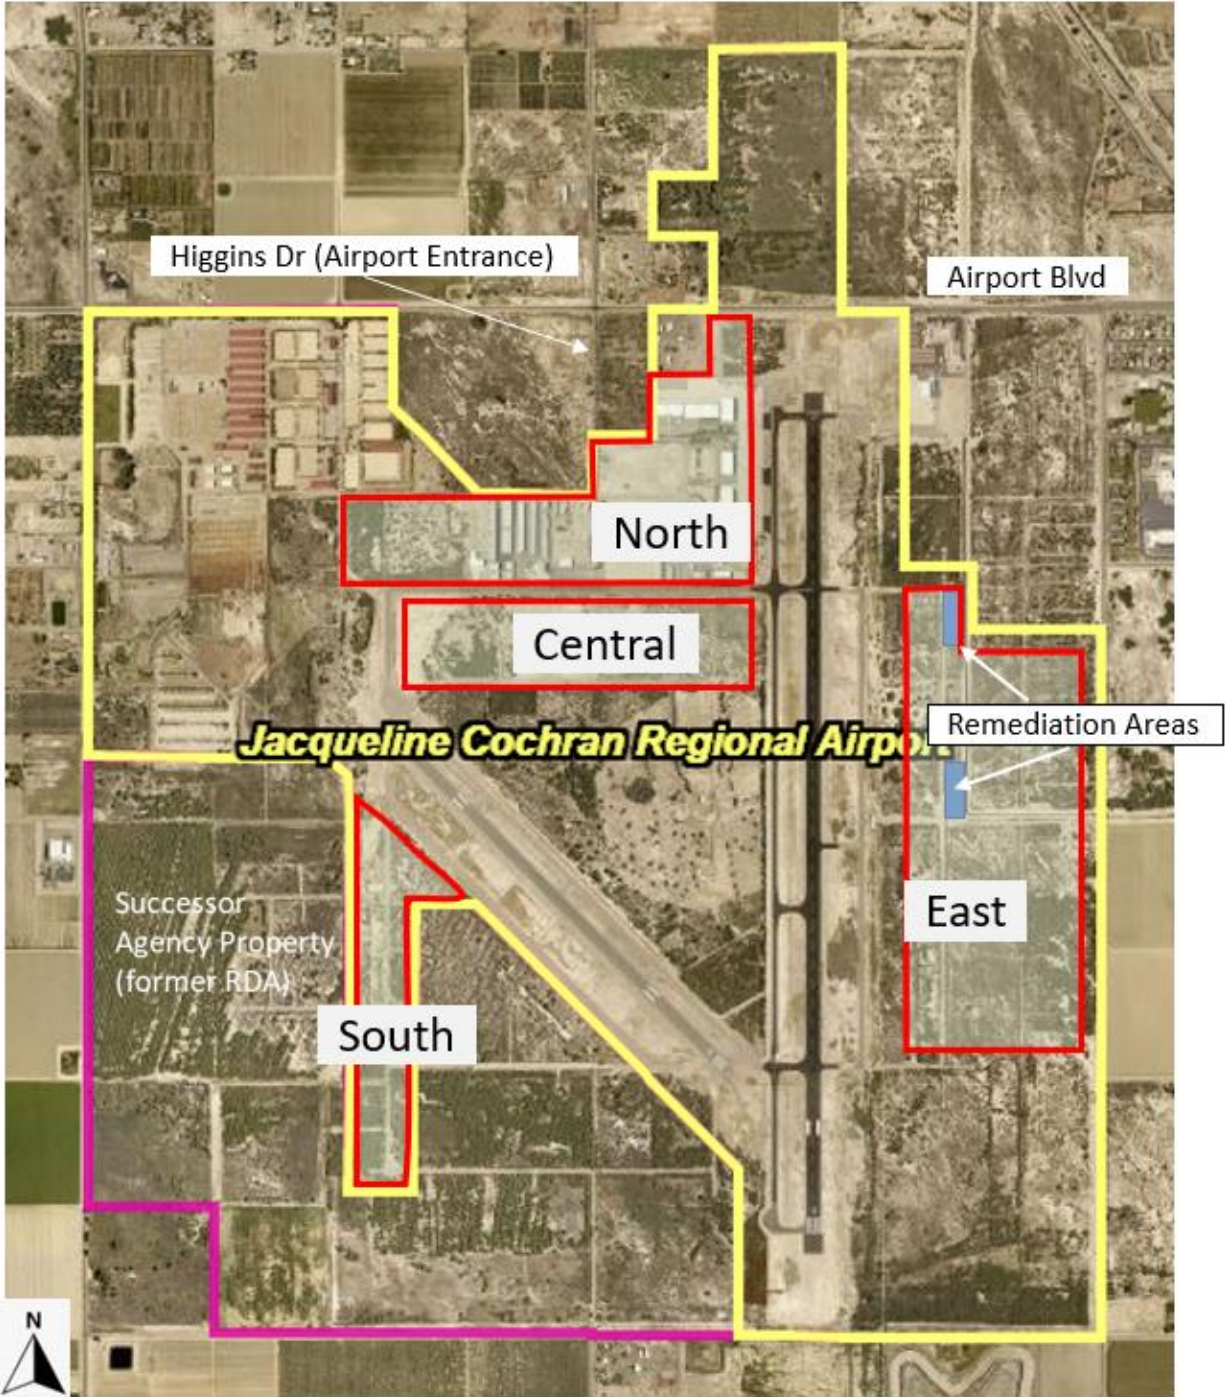 Higgins Dr (Airport Entrance)
Airport Blvd
North
Central
Remediation Areas
Jacqueline Cochran Regional Airport
Successor
Agency Property
(former RDA)
East
South
N